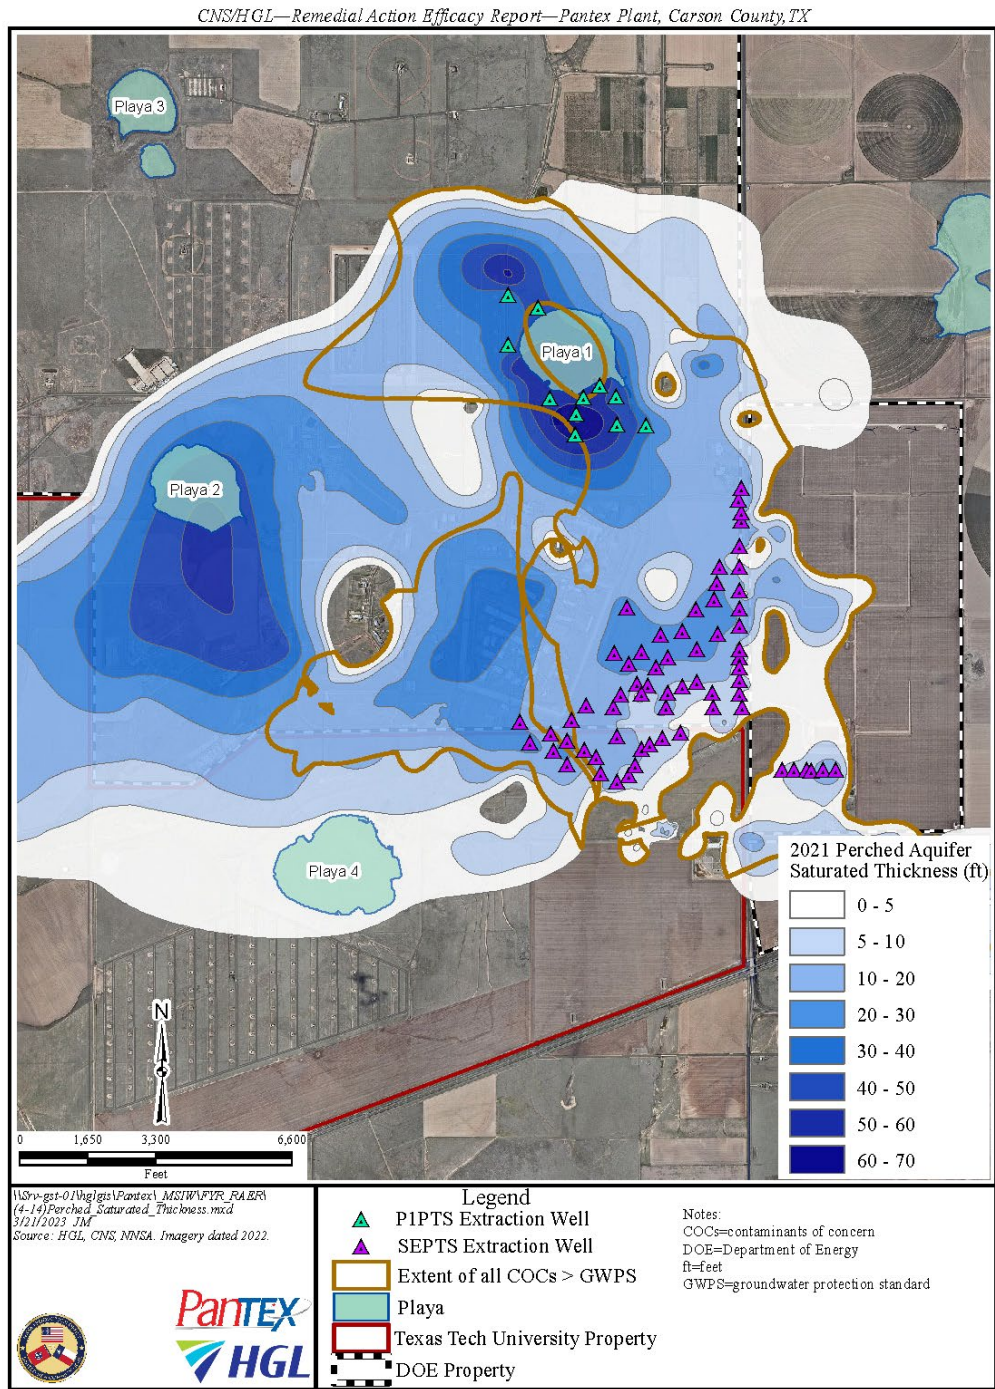 CNS/HGL—Remedial Action Efficacy Report—Pantex Plant, Carson County, TX
Playa 3
Playa 1
Playa 2
Playa 4
2021 Perched Aquifer
Saturated Thickness (ft)
0 - 5
5 - 10
10 - 20
20 - 30
30 - 40
40 - 50
50 - 60
60 - 70
N
0 1,650 3,300 6,600
Feet
\\Srv-gst-01\hglgis\Pantex\_MSIW\FYR_RAER\
(4-14)Perched_Saturated_Thickness.mxd
3/21/2023 JM
Source: HGL, CNS, NNSA. Imagery dated 2022.
PanTEX
HGL
Legend
P1PTS Extraction Well
SEPTS Extraction Well
Extent of all COCs > GWPS
Playa
Texas Tech University Property
DOE Property
Notes:
COCs=contaminants of concern
DOE=Department of Energy
ft=feet
GWPS=groundwater protection standard